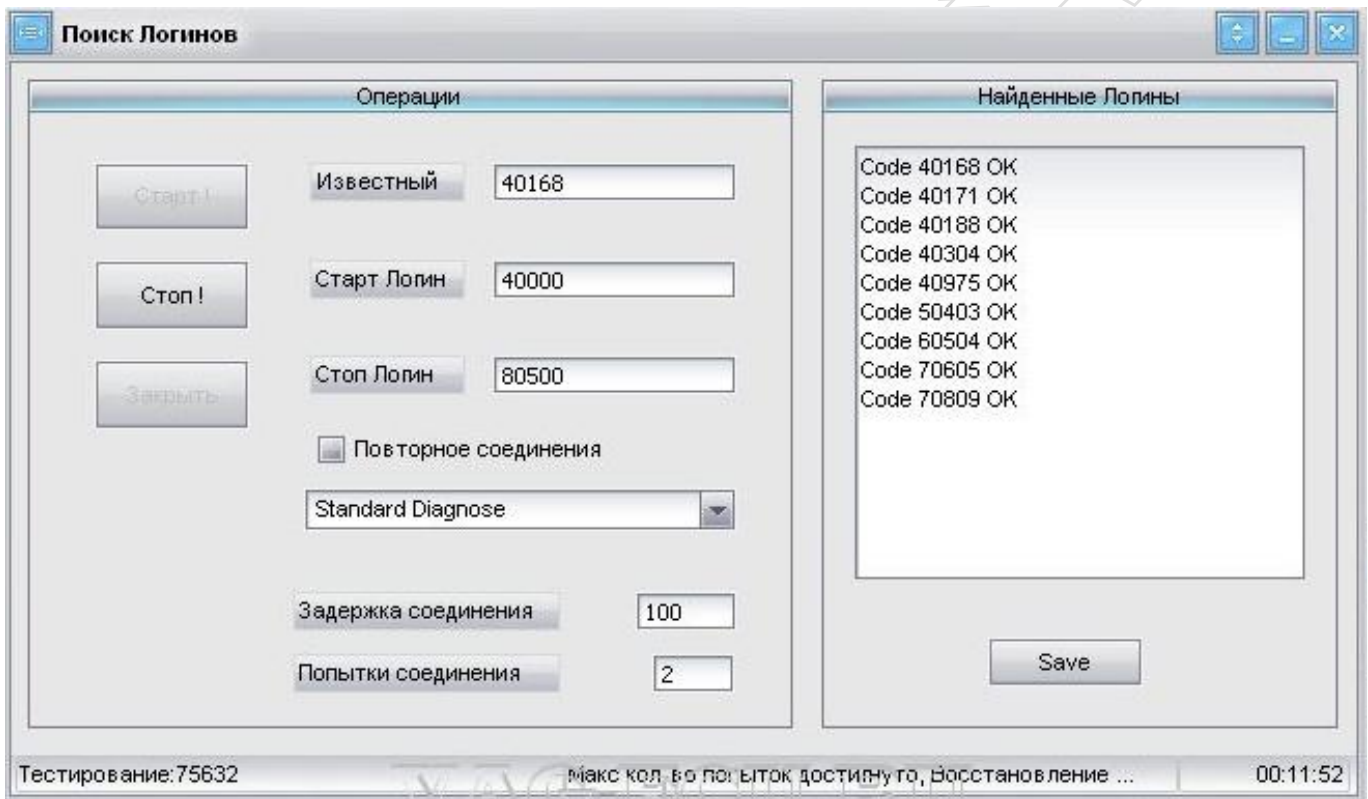 Поиск Логинов
Операции
Старт !
Стоп !
Закрыть
Известный 40168
Старт Логин 40000
Стоп Логин 80500
Повторное соединения
Standard Diagnose
Задержка соединения 100
Попытки соединения 2
Найденные Логины
Code 40168 OK
Code 40171 OK
Code 40188 OK
Code 40304 OK
Code 40975 OK
Code 50403 OK
Code 60504 OK
Code 70605 OK
Code 70809 OK
Save
Тестирование:75632
Макс кол. во попыток достигнуто, Восстановление ...
00:11:52